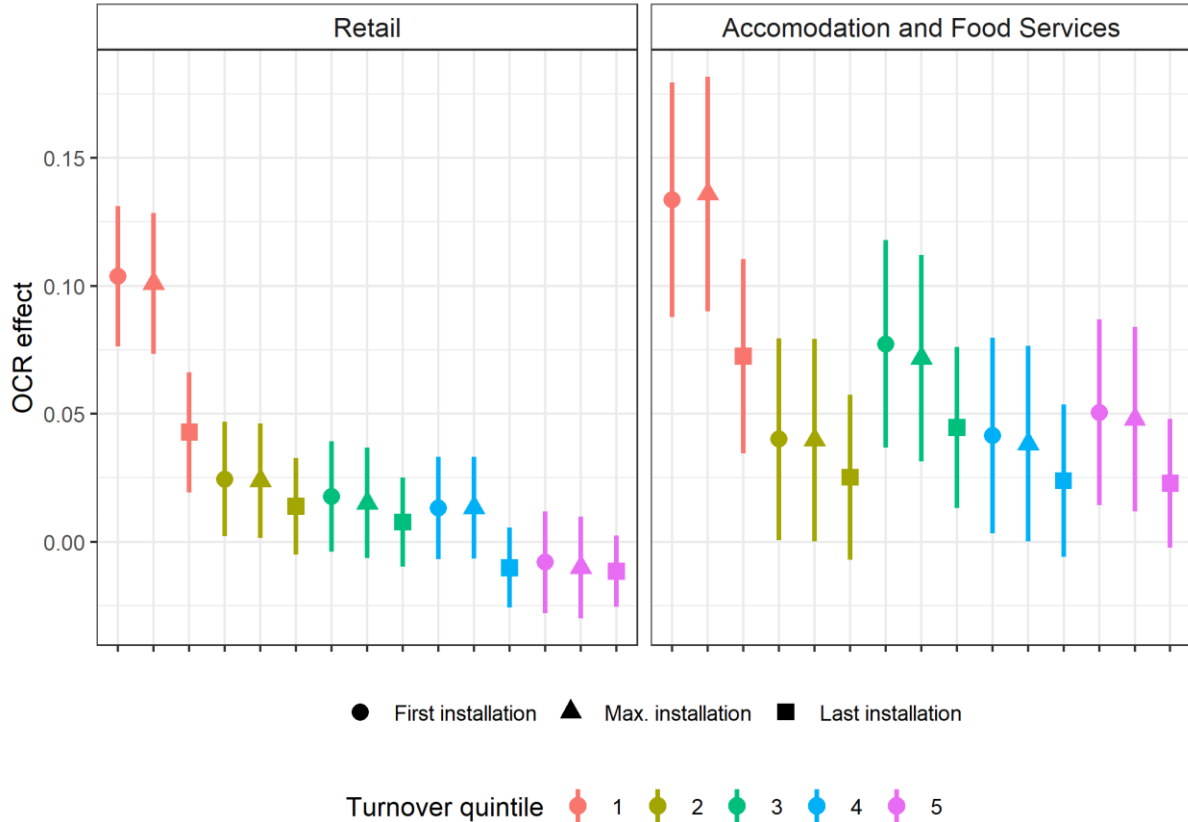 Retail
Accomodation and Food Services
OCR effect
0.15
0.10
0.05
0.00
First installation
Max. installation
Last installation
Turnover quintile
1
2
3
4
5